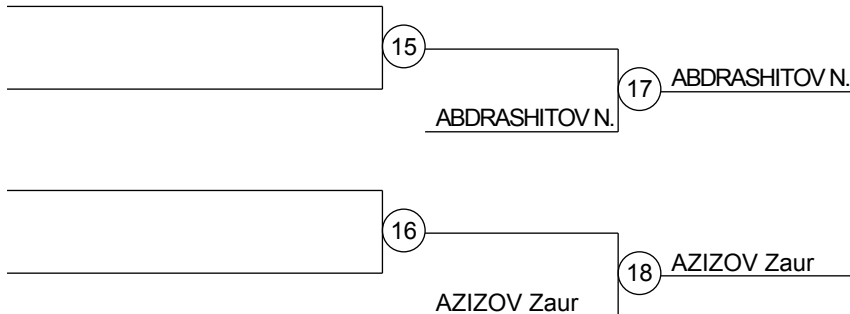 15
17
ABDRASHITOV N.
ABDRASHITOV N.
16
18
AZIZOV Zaur
AZIZOV Zaur